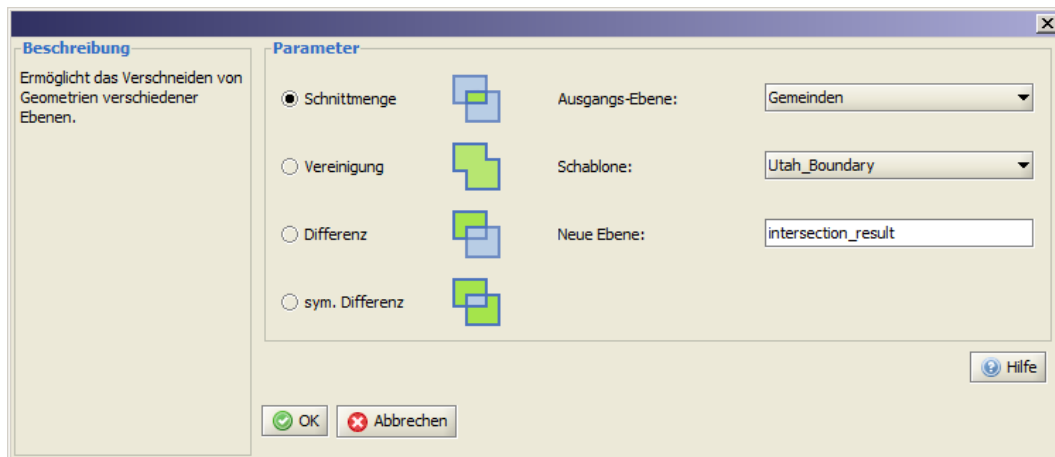 Beschreibung
Ermöglicht das Verschneiden von
Geometrien verschiedener
Ebenen.
Parameter
Schnittmenge
Ausgangs-Ebene:
Gemeinden
Vereinigung
Schablone:
Utah_Boundary
Differenz
Neue Ebene:
intersection_result
sym. Differenz
Hilfe
OK
Abbrechen